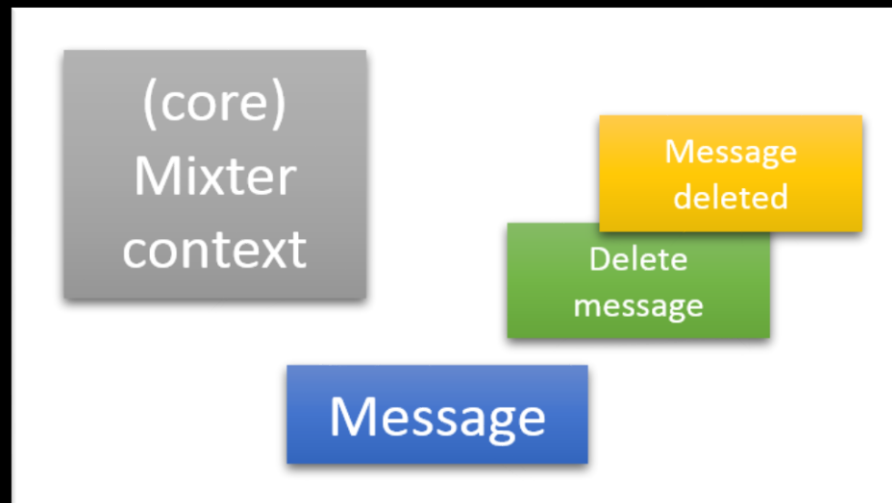 (core)
Mixter
context
Message
deleted
Delete
message
Message